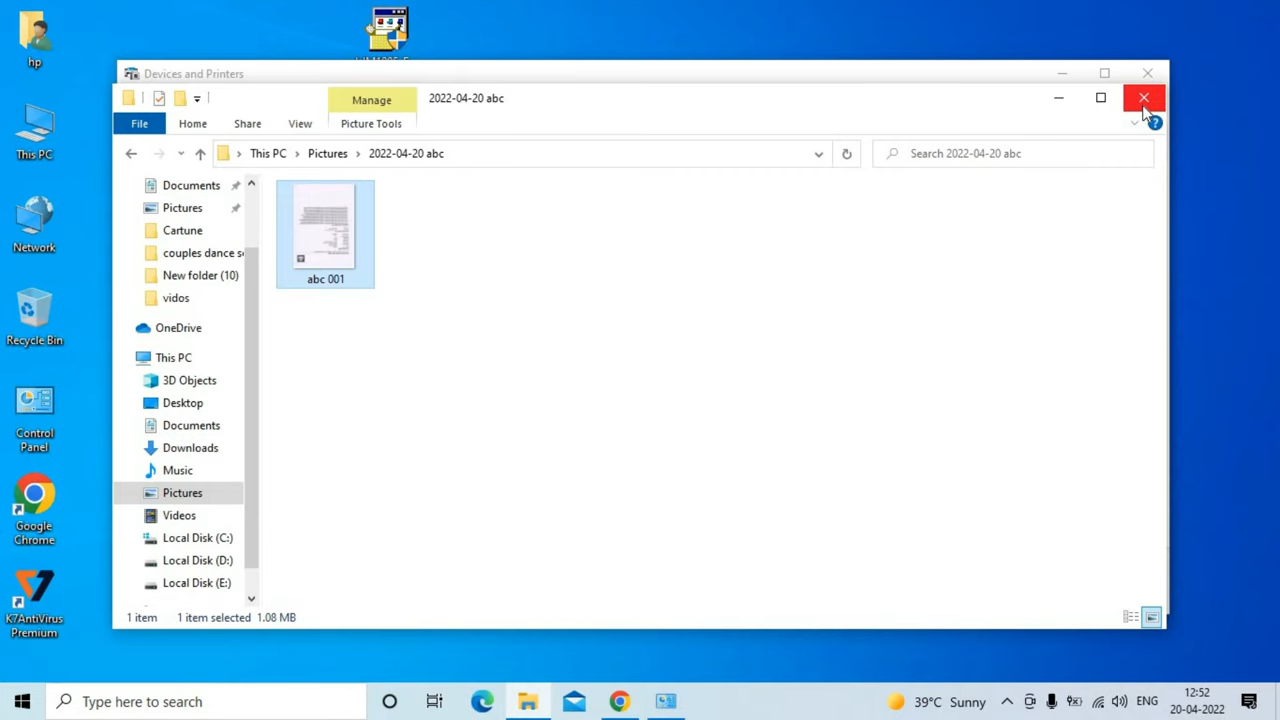 hp
Devices and Printers
Manage
2022-04-20 abc
File
Home
Share
View
Picture Tools
This PC
This PC
Pictures
2022-04-20 abc
Search 2022-04-20 abc
Documents
Pictures
Network
Cartune
couples dance s
New folder (10)
abc 001
vidos
Recycle Bin
OneDrive
This PC
3D Objects
Desktop
Documents
Control
Panel
Downloads
Music
Pictures
Videos
Google
Chrome
Local Disk (C:)
Local Disk (D:)
Local Disk (E:)
K7AntiVirus
Premium
1 item
1 item selected
1.08 MB
Type here to search
39°C Sunny
ENG
12:52
20-04-2022